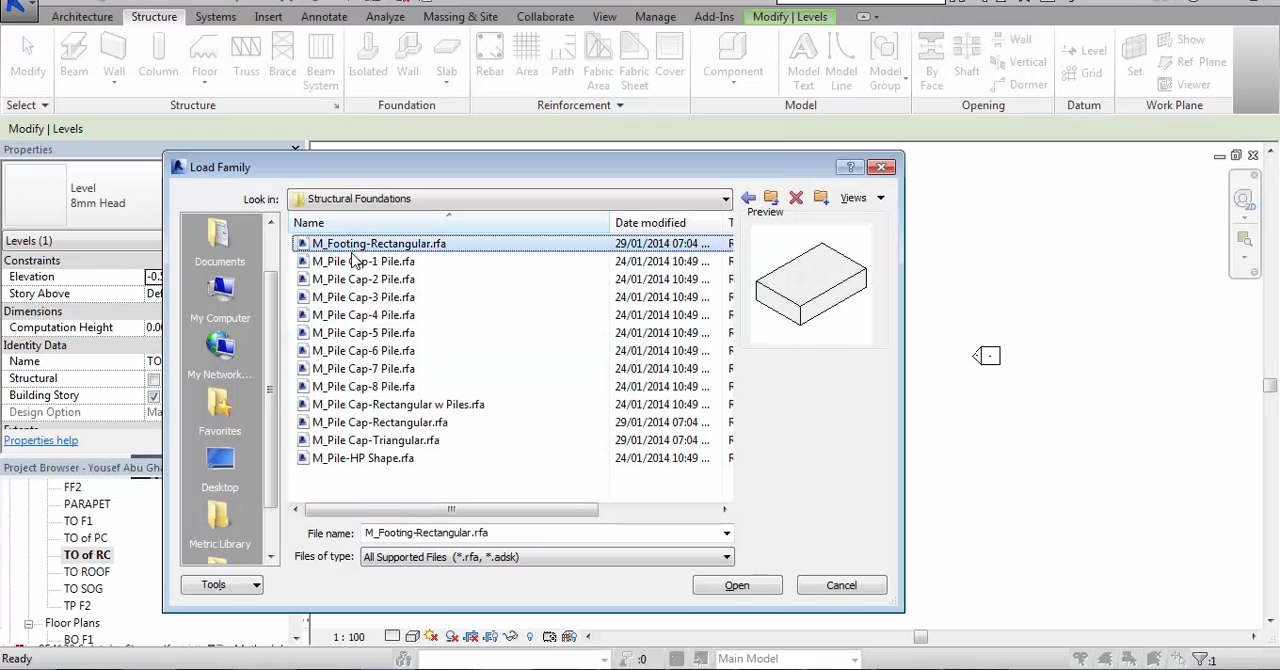 Architecture Structure Systems Insert Annotate Analyze Massing & Site Collaborate View Manage Add-Ins Modify | Levels
Modify Beam Wall Column Floor Truss Brace Beam System Isolated Wall Slab Rebar Area Path Fabric Area Fabric Sheet Cover Component Model Text Model Line Model Group By Face Shaft Wall Vertical Dormer Level Grid Set Show Ref Plane Viewer
Select Structure Foundation Reinforcement Model Opening Datum Work Plane
Modify | Levels
Properties
Level
8mm Head
Levels (1)
Constraints
Elevation -0.
Story Above Def
Dimensions
Computation Height 0.00
Identity Data
Name TO
Structural
Building Story
Design Option Ma
Properties help
Project Browser - Yousef Abu Gha
FF2
PARAPET
TO F1
TO of PC
TO of RC
TO ROOF
TO SOG
TP F2
Floor Plans
BO F1
Load Family
Look in: Structural Foundations Views
Documents
My Computer
My Network...
Favorites
Desktop
Metric Library
Name Date modified T
M_Footing-Rectangular.rfa 29/01/2014 07:04 ... R
M_Pile Cap-1 Pile.rfa 24/01/2014 10:49 ... R
M_Pile Cap-2 Pile.rfa 24/01/2014 10:49 ... R
M_Pile Cap-3 Pile.rfa 24/01/2014 10:49 ... R
M_Pile Cap-4 Pile.rfa 24/01/2014 10:49 ... R
M_Pile Cap-5 Pile.rfa 24/01/2014 10:49 ... R
M_Pile Cap-6 Pile.rfa 24/01/2014 10:49 ... R
M_Pile Cap-7 Pile.rfa 24/01/2014 10:49 ... R
M_Pile Cap-8 Pile.rfa 24/01/2014 10:49 ... R
M_Pile Cap-Rectangular w Piles.rfa 24/01/2014 10:49 ... R
M_Pile Cap-Rectangular.rfa 29/01/2014 07:04 ... R
M_Pile Cap-Triangular.rfa 29/01/2014 07:04 ... R
M_Pile-HP Shape.rfa 24/01/2014 10:49 ... R
Preview
File name: M_Footing-Rectangular.rfa
Files of type: All Supported Files (*.rfa, *.adsk)
Tools Open Cancel
2D
1 : 100
:0 Main Model :1